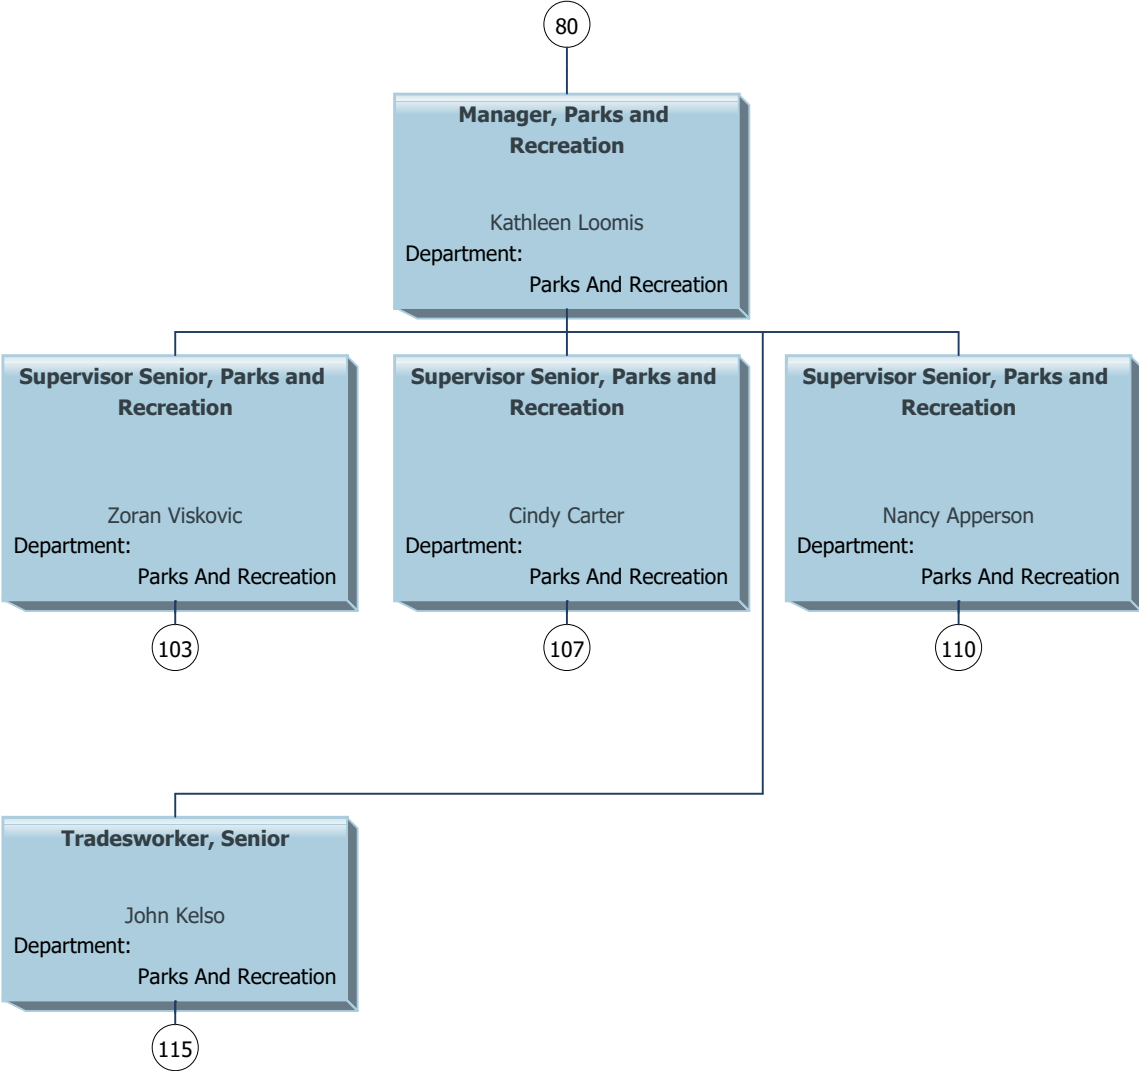 80
Manager, Parks and
Recreation
Kathleen Loomis
Department:
Parks And Recreation
Supervisor Senior, Parks and
Recreation
Zoran Viskovic
Department:
Parks And Recreation
103
Supervisor Senior, Parks and
Recreation
Cindy Carter
Department:
Parks And Recreation
107
Supervisor Senior, Parks and
Recreation
Nancy Apperson
Department:
Parks And Recreation
110
Tradesworker, Senior
John Kelso
Department:
Parks And Recreation
115